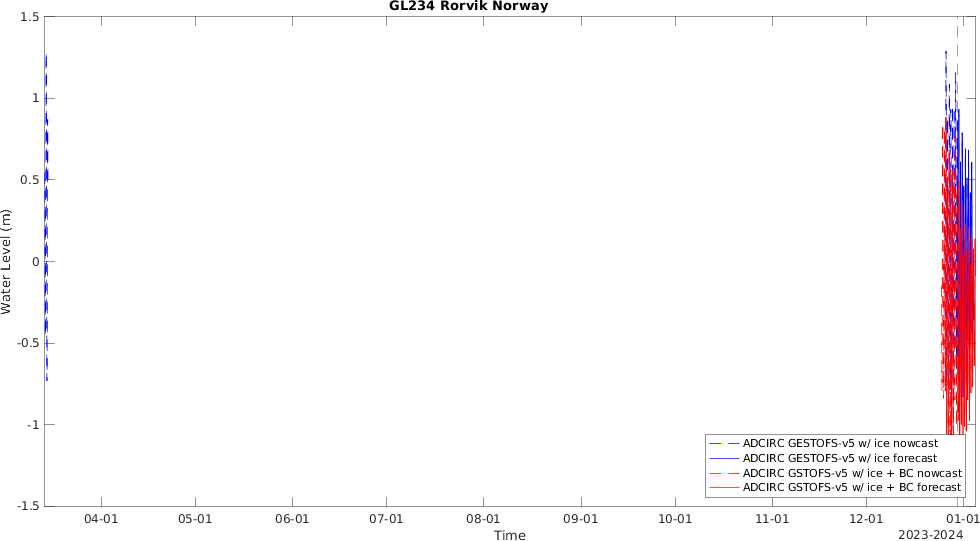 GL234 Rorvik Norway
1.5
1
0.5
0
-0.5
-1
-1.5
Water Level (m)
ADCIRC GESTOFS-v5 w/ ice nowcast
ADCIRC GESTOFS-v5 w/ ice forecast
ADCIRC GSTOFS-v5 w/ ice + BC nowcast
ADCIRC GSTOFS-v5 w/ ice + BC forecast
04-01 05-01 06-01 07-01 08-01 09-01 10-01 11-01 12-01 01-01
Time
2023-2024